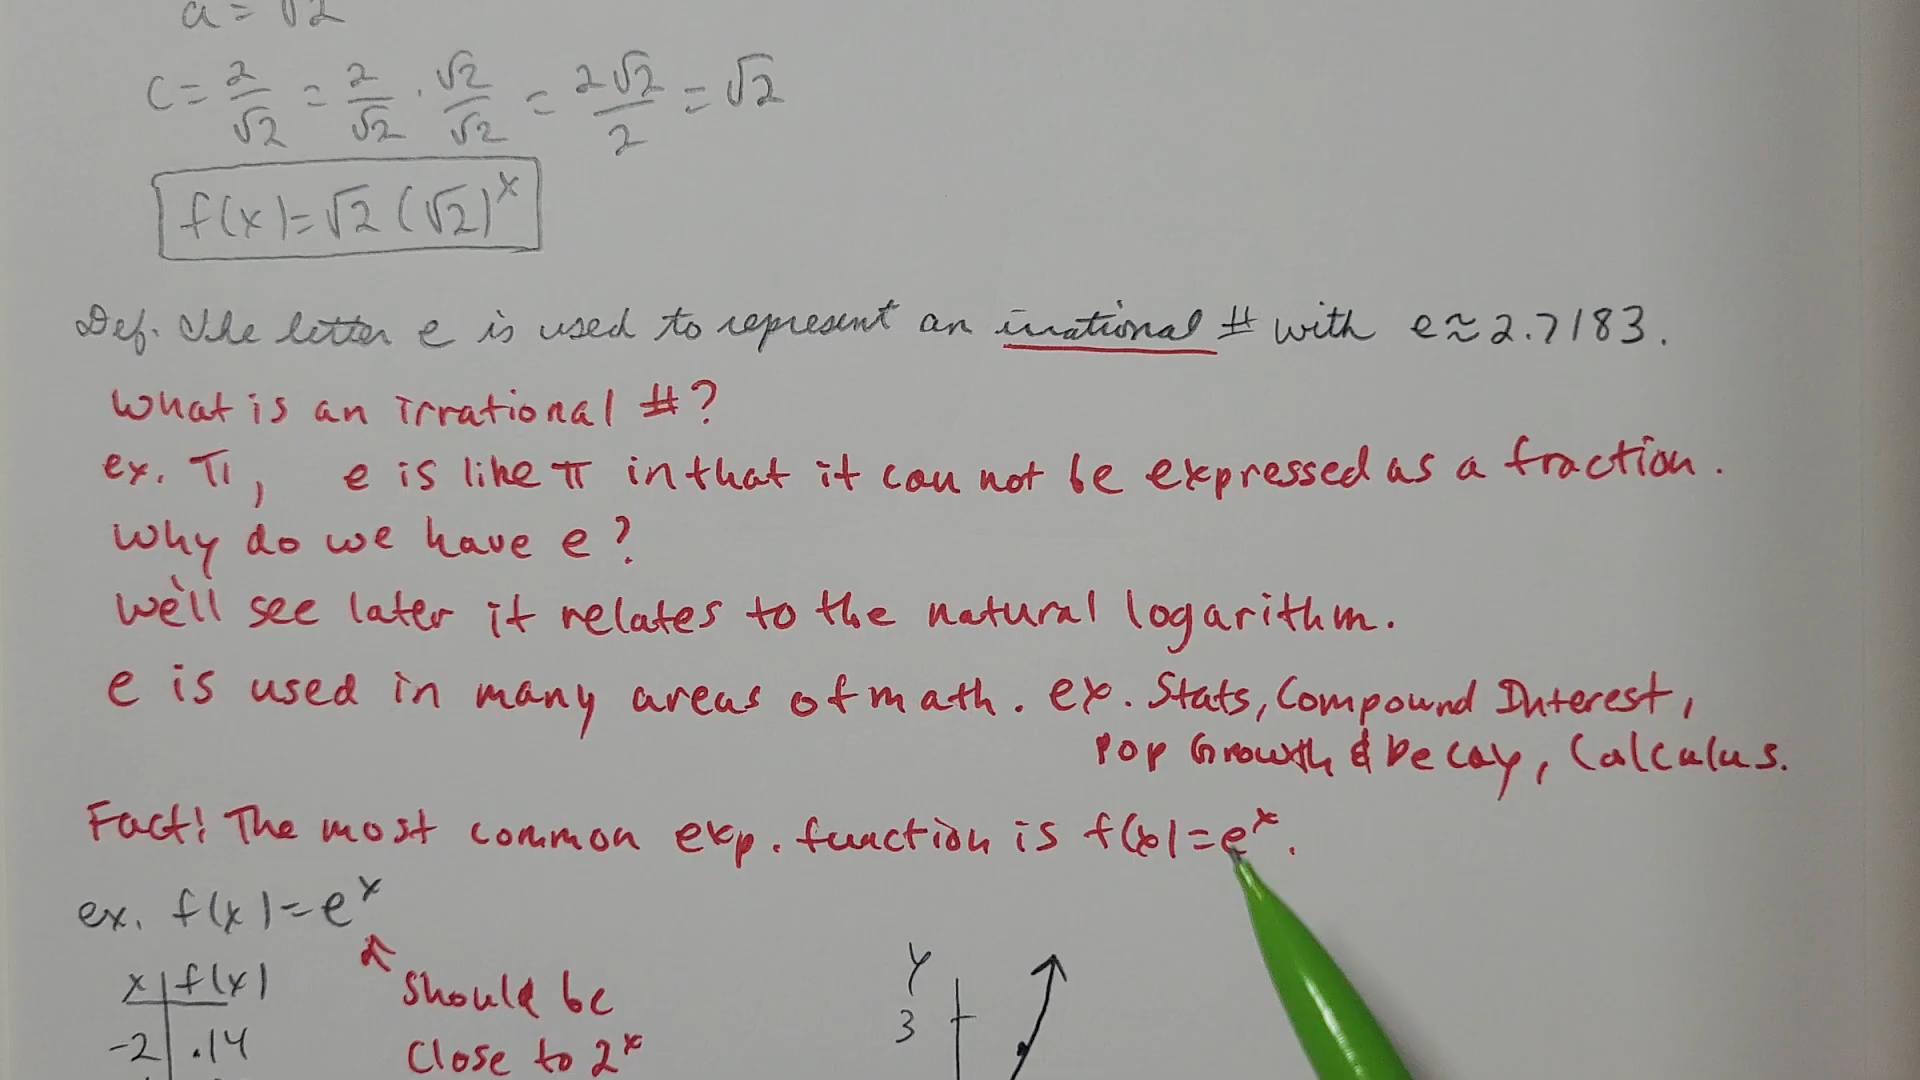 a = √2
c = 2/√2 = 2/√2 · √2/√2 = 2√2/2 = √2
f(x) = √2 (√2)^x
Def. The letter e is used to represent an irrational # with e ≈ 2.7183.
What is an irrational #?
ex. π, e is like π in that it can not be expressed as a fraction.
Why do we have e?
We'll see later it relates to the natural logarithm.
e is used in many areas of math. ex. Stats, Compound Interest,
Pop Growth & Decay, Calculus.
Fact! The most common exp. function is f(x) = e^x.
ex. f(x) = e^x
x | f(x)
-2 | .14
Should be
Close to 2^x
y
3